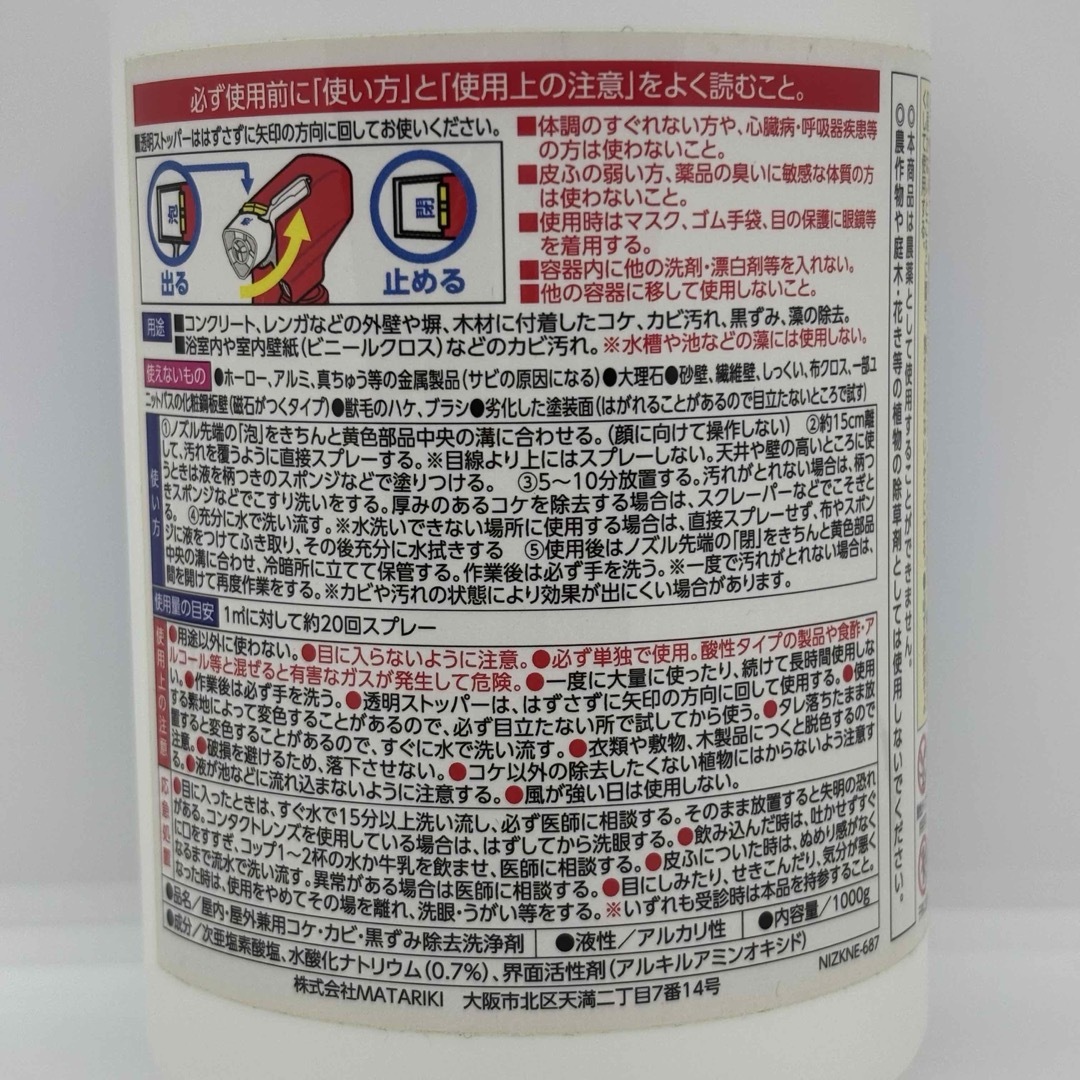 必ず使用前に「使い方」と「使用上の注意」をよく読むこと。
■透明ストッパーははずさずに矢印の方向に回してお使いください。
泡
出る
閉
止める
■体調のすぐれない方や、心臓病・呼吸器疾患等
の方は使わないこと。
■皮ふの弱い方、薬品の臭いに敏感な体質の方
は使わないこと。
■使用時はマスク、ゴム手袋、目の保護に眼鏡等
を着用する。
■容器内に他の洗剤・漂白剤等を入れない。
■他の容器に移して使用しないこと。
用途
■コンクリート、レンガなどの外壁や塀、木材に付着したコケ、カビ汚れ、黒ずみ、藻の除去。
■浴室内や室内壁紙(ビニールクロス)などのカビ汚れ。※水槽や池などの藻には使用しない。
使えないもの
●ホーロー、アルミ、真ちゅう等の金属製品(サビの原因になる)●大理石●砂壁、繊維壁、しっくい、布クロス、一部ユ
ニットバスの化粧鋼板壁(磁石がつくタイプ)●獣毛のハケ、ブラシ●劣化した塗装面(はがれることがあるので目立たないところで試す)
使い方
①ノズル先端の「泡」をきちんと黄色部品中央の溝に合わせる。(顔に向けて操作しない) ②約15cm離
して、汚れを覆うように直接スプレーする。※目線より上にはスプレーしない。天井や壁の高いところに使
うときは液を柄つきのスポンジなどで塗りつける。 ③5～10分放置する。汚れがとれない場合は、柄つ
きスポンジなどでこすり洗いをする。厚みのあるコケを除去する場合は、スクレーパーなどでこそぎと
る。 ④充分に水で洗い流す。※水洗いできない場所に使用する場合は、直接スプレーせず、布やスポン
ジに液をつけてふき取り、その後充分に水拭きする ⑤使用後はノズル先端の「閉」をきちんと黄色部品
中央の溝に合わせ、冷暗所に立てて保管する。作業後は必ず手を洗う。※一度で汚れがとれない場合は、
間を開けて再度作業をする。※カビや汚れの状態により効果が出にくい場合があります。
使用量の目安
1㎡に対して約20回スプレー
使用上の注意
●用途以外に使わない。●目に入らないように注意。●必ず単独で使用。酸性タイプの製品や食酢・ア
ルコール等と混ぜると有害なガスが発生して危険。●一度に大量に使ったり、続けて長時間使用しな
い。●作業後は必ず手を洗う。●透明ストッパーは、はずさずに矢印の方向に回して使用する。●使用
する素地によって変色することがあるので、必ず目立たない所で試してから使う。●タレ落ちたまま放
置すると変色することがあるので、すぐに水で洗い流す。●衣類や敷物、木製品につくと脱色するので
注意。●破損を避けるため、落下させない。●コケ以外の除去したくない植物にはからないよう注意す
る。●液が池などに流れ込まないように注意する。●風が強い日は使用しない。
応急処置
●目に入ったときは、すぐ水で15分以上洗い流し、必ず医師に相談する。そのまま放置すると失明の恐れ
がある。コンタクトレンズを使用している場合は、はずしてから洗眼する。●飲み込んだ時は、吐かせずすぐ
に口をすすぎ、コップ1～2杯の水か牛乳を飲ませ、医師に相談する。●皮ふについた時は、ぬめり感がなく
なるまで流水で洗い流す。異常がある場合は医師に相談する。●目にしみたり、せきこんだり、気分が悪く
なった時は、使用をやめてその場を離れ、洗眼・うがい等をする。※いずれも受診時は本品を持参すること。
●品名／屋内・屋外兼用コケ・カビ・黒ずみ除去洗浄剤
●液性／アルカリ性
●内容量／1000g
●成分／次亜塩素酸塩、水酸化ナトリウム(0.7%)、界面活性剤(アルキルアミンオキシド)
NIZKNE-687
株式会社MATARIKI 大阪市北区天満二丁目7番14号
◎本商品は農薬として使用することができません。
◎農作物や庭木・花き等の植物の除草剤としては使用しないでください。